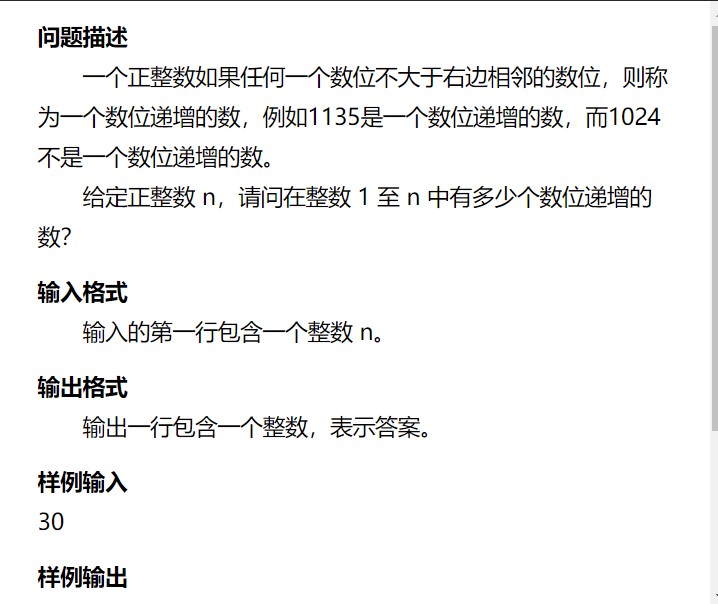 问题描述
一个正整数如果任何一个数位不大于右边相邻的数位，则称
为一个数位递增的数，例如1135是一个数位递增的数，而1024
不是一个数位递增的数。
给定正整数 n，请问在整数 1 至 n 中有多少个数位递增的
数？
输入格式
输入的第一行包含一个整数 n。
输出格式
输出一行包含一个整数，表示答案。
样例输入
30
样例输出